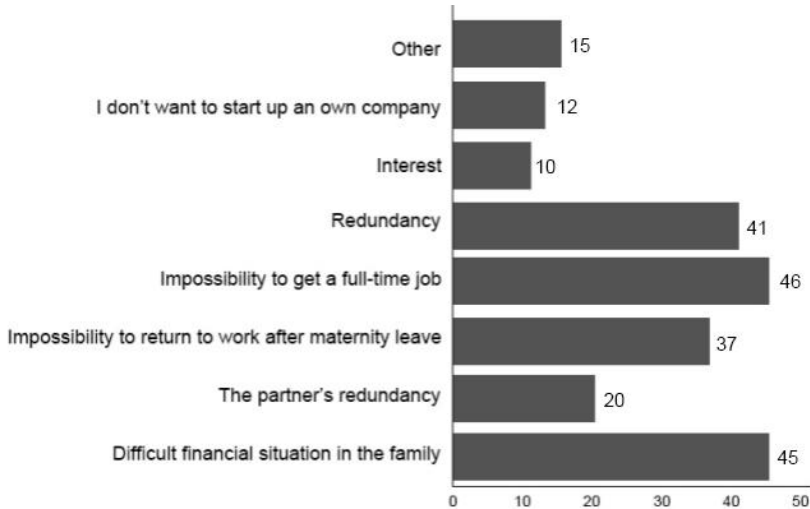 Other 15
I don't want to start up an own company 12
Interest 10
Redundancy 41
Impossibility to get a full-time job 46
Impossibility to return to work after maternity leave 37
The partner's redundancy 20
Difficult financial situation in the family 45
0 10 20 30 40 50